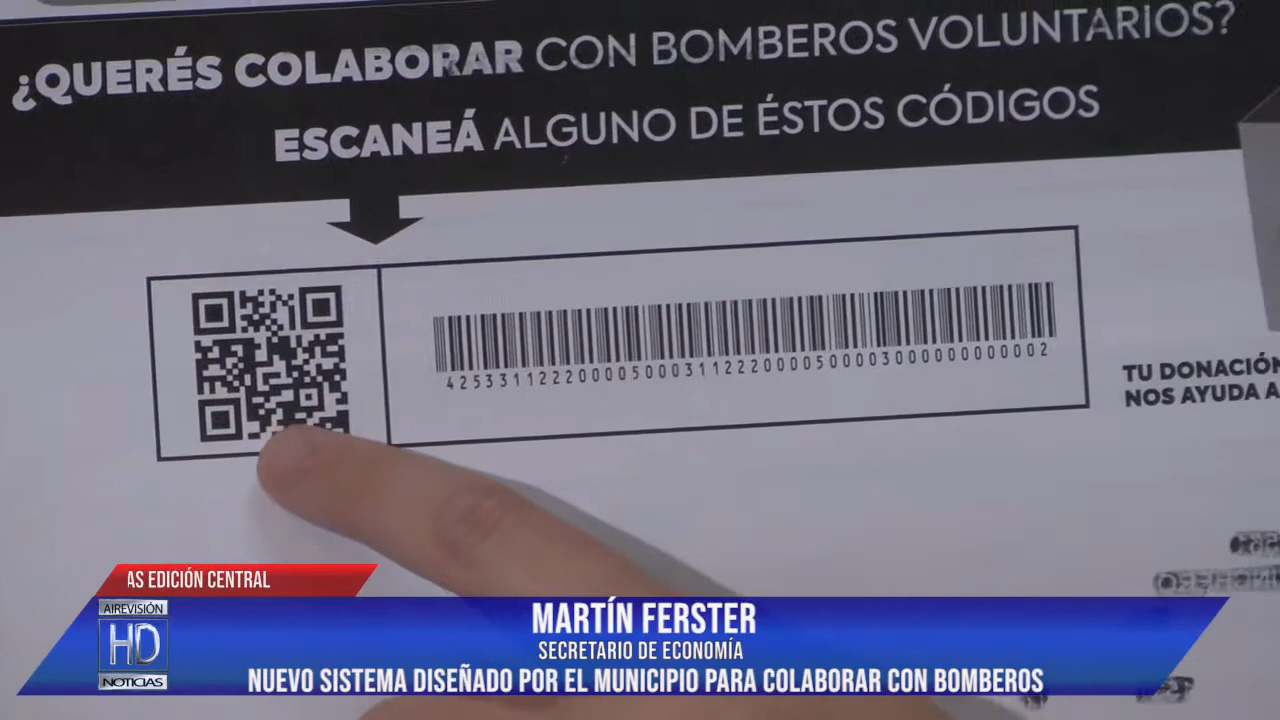 ¿QUERÉS COLABORAR CON BOMBEROS VOLUNTARIOS?
ESCANEÁ ALGUNO DE ÉSTOS CÓDIGOS
425331122200005000311222000050000300000000002
TU DONACIÓN
NOS AYUDA A
AS EDICIÓN CENTRAL
AIREVISIÓN
HD
NOTICIAS
MARTÍN FERSTER
SECRETARIO DE ECONOMÍA
NUEVO SISTEMA DISEÑADO POR EL MUNICIPIO PARA COLABORAR CON BOMBEROS